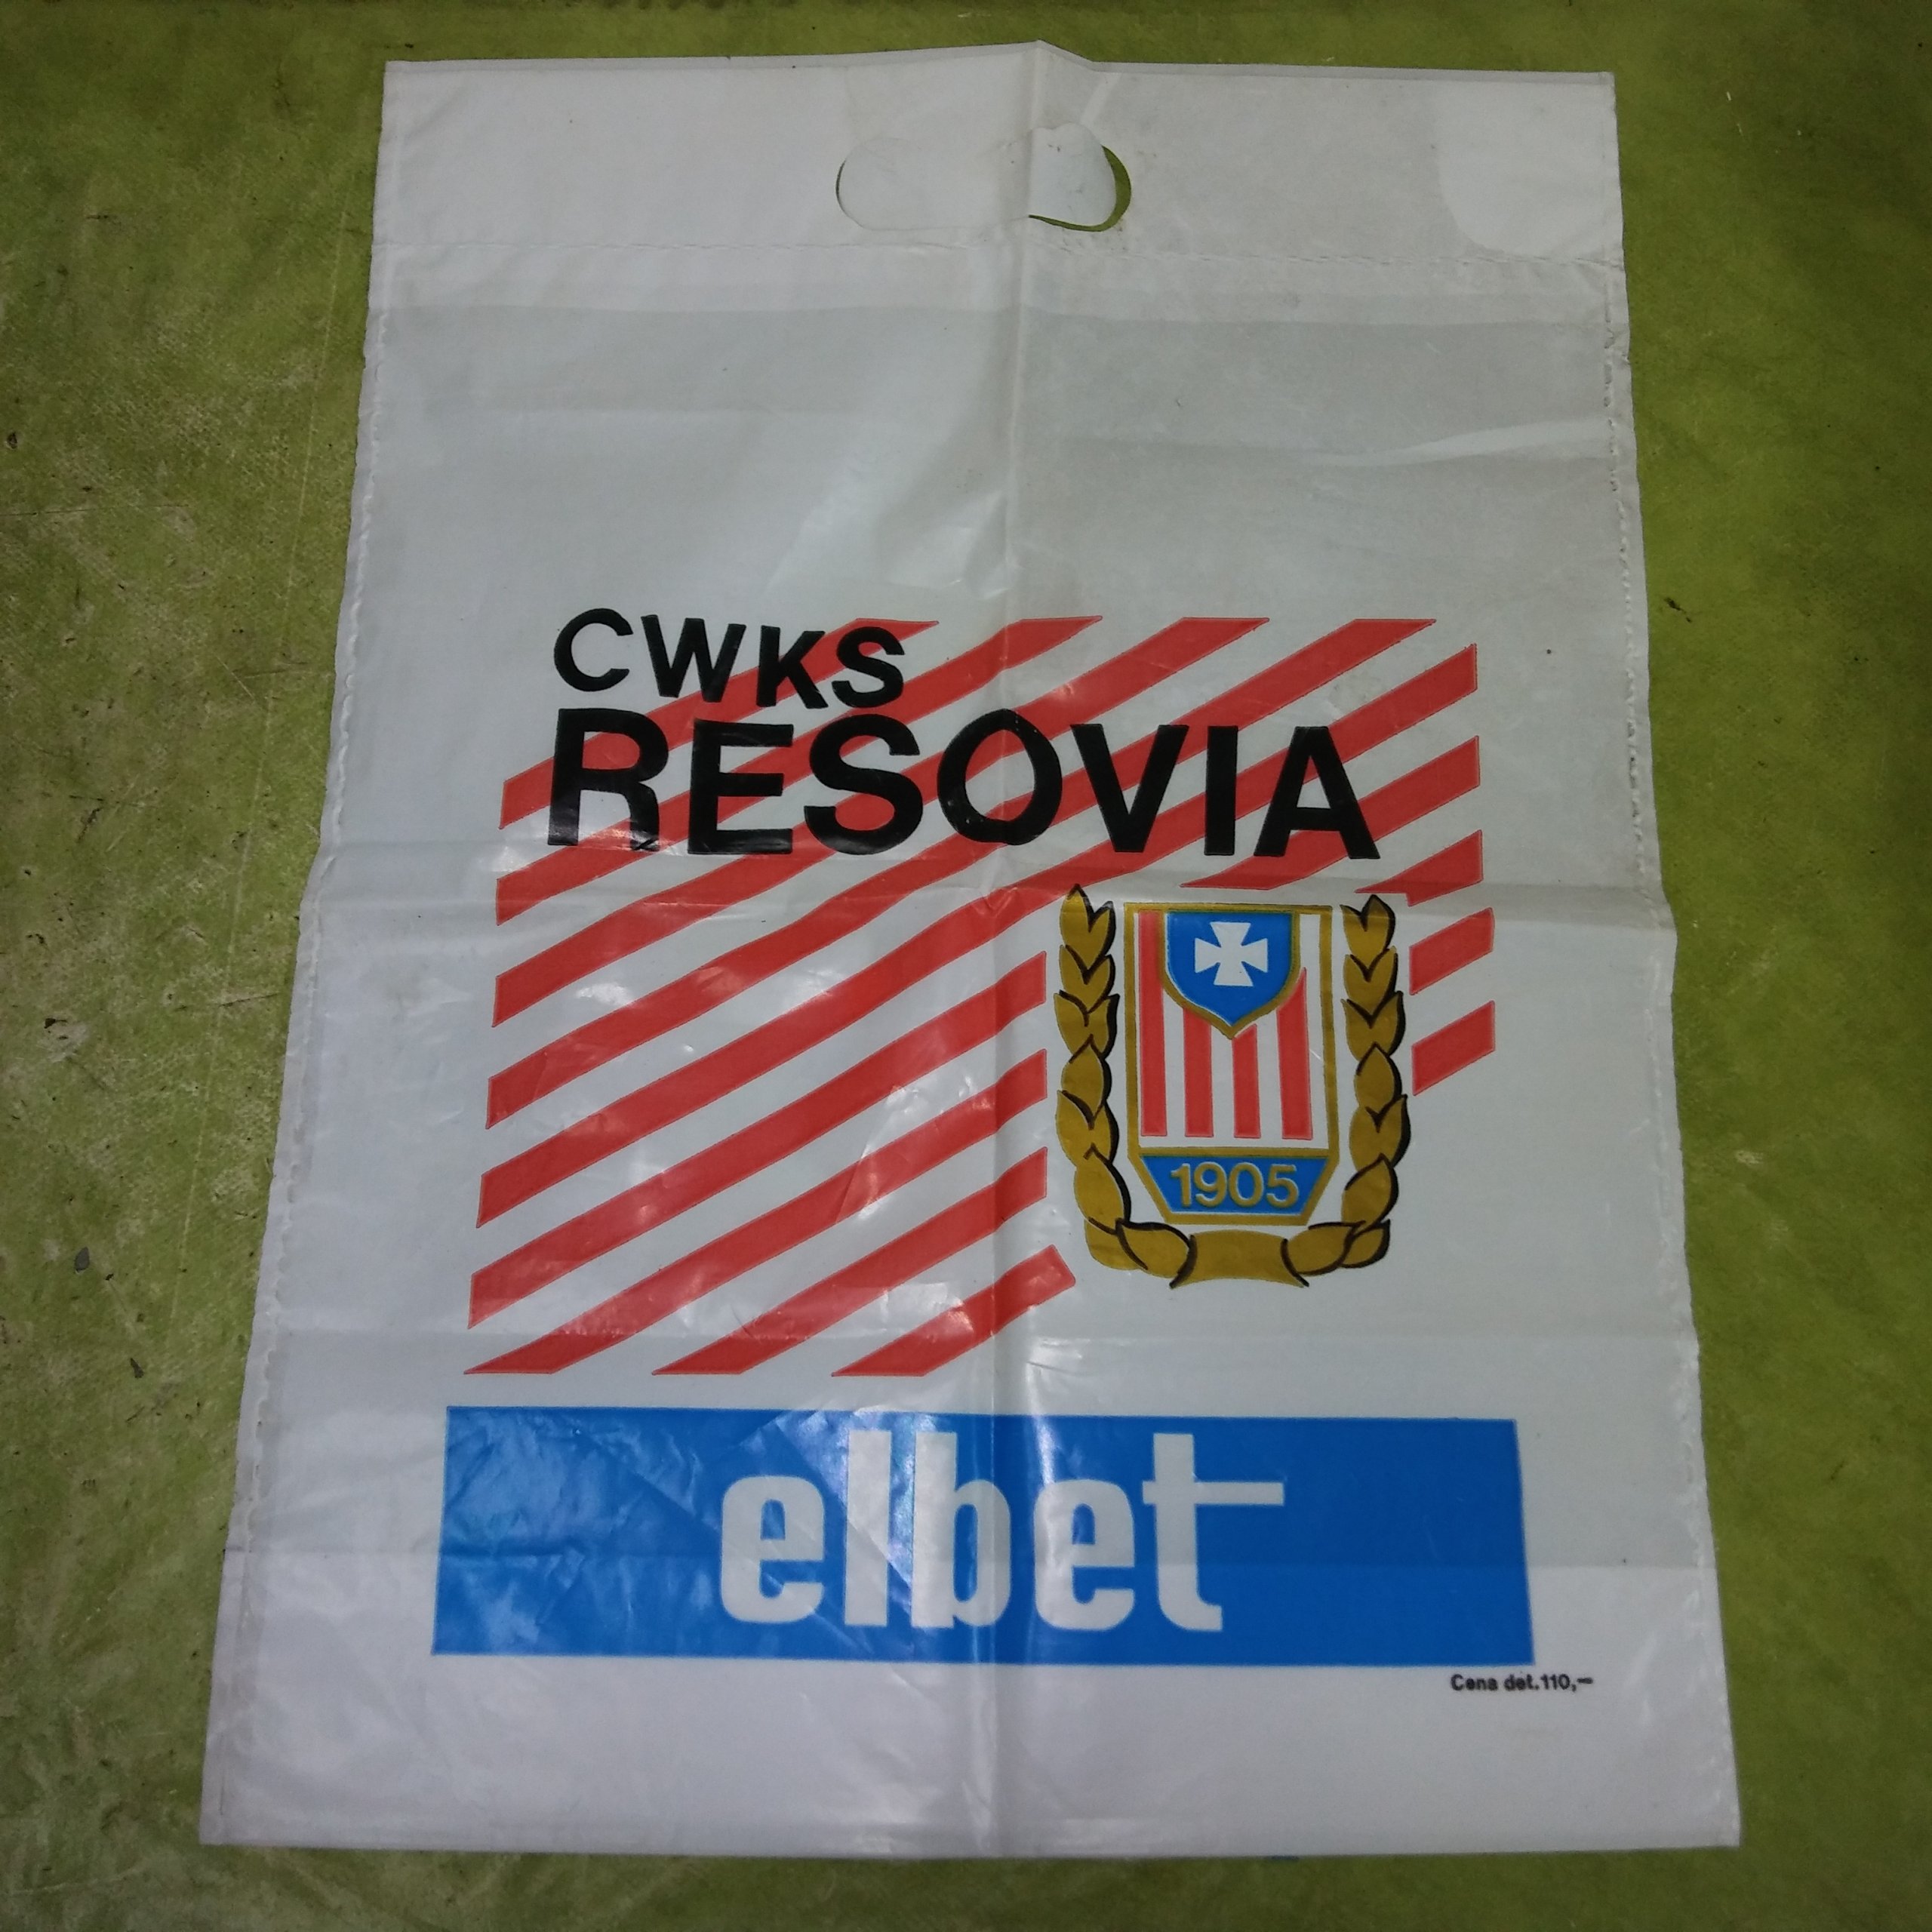 CWKS
RESOVIA
1905
elbet
Cena det.110,-